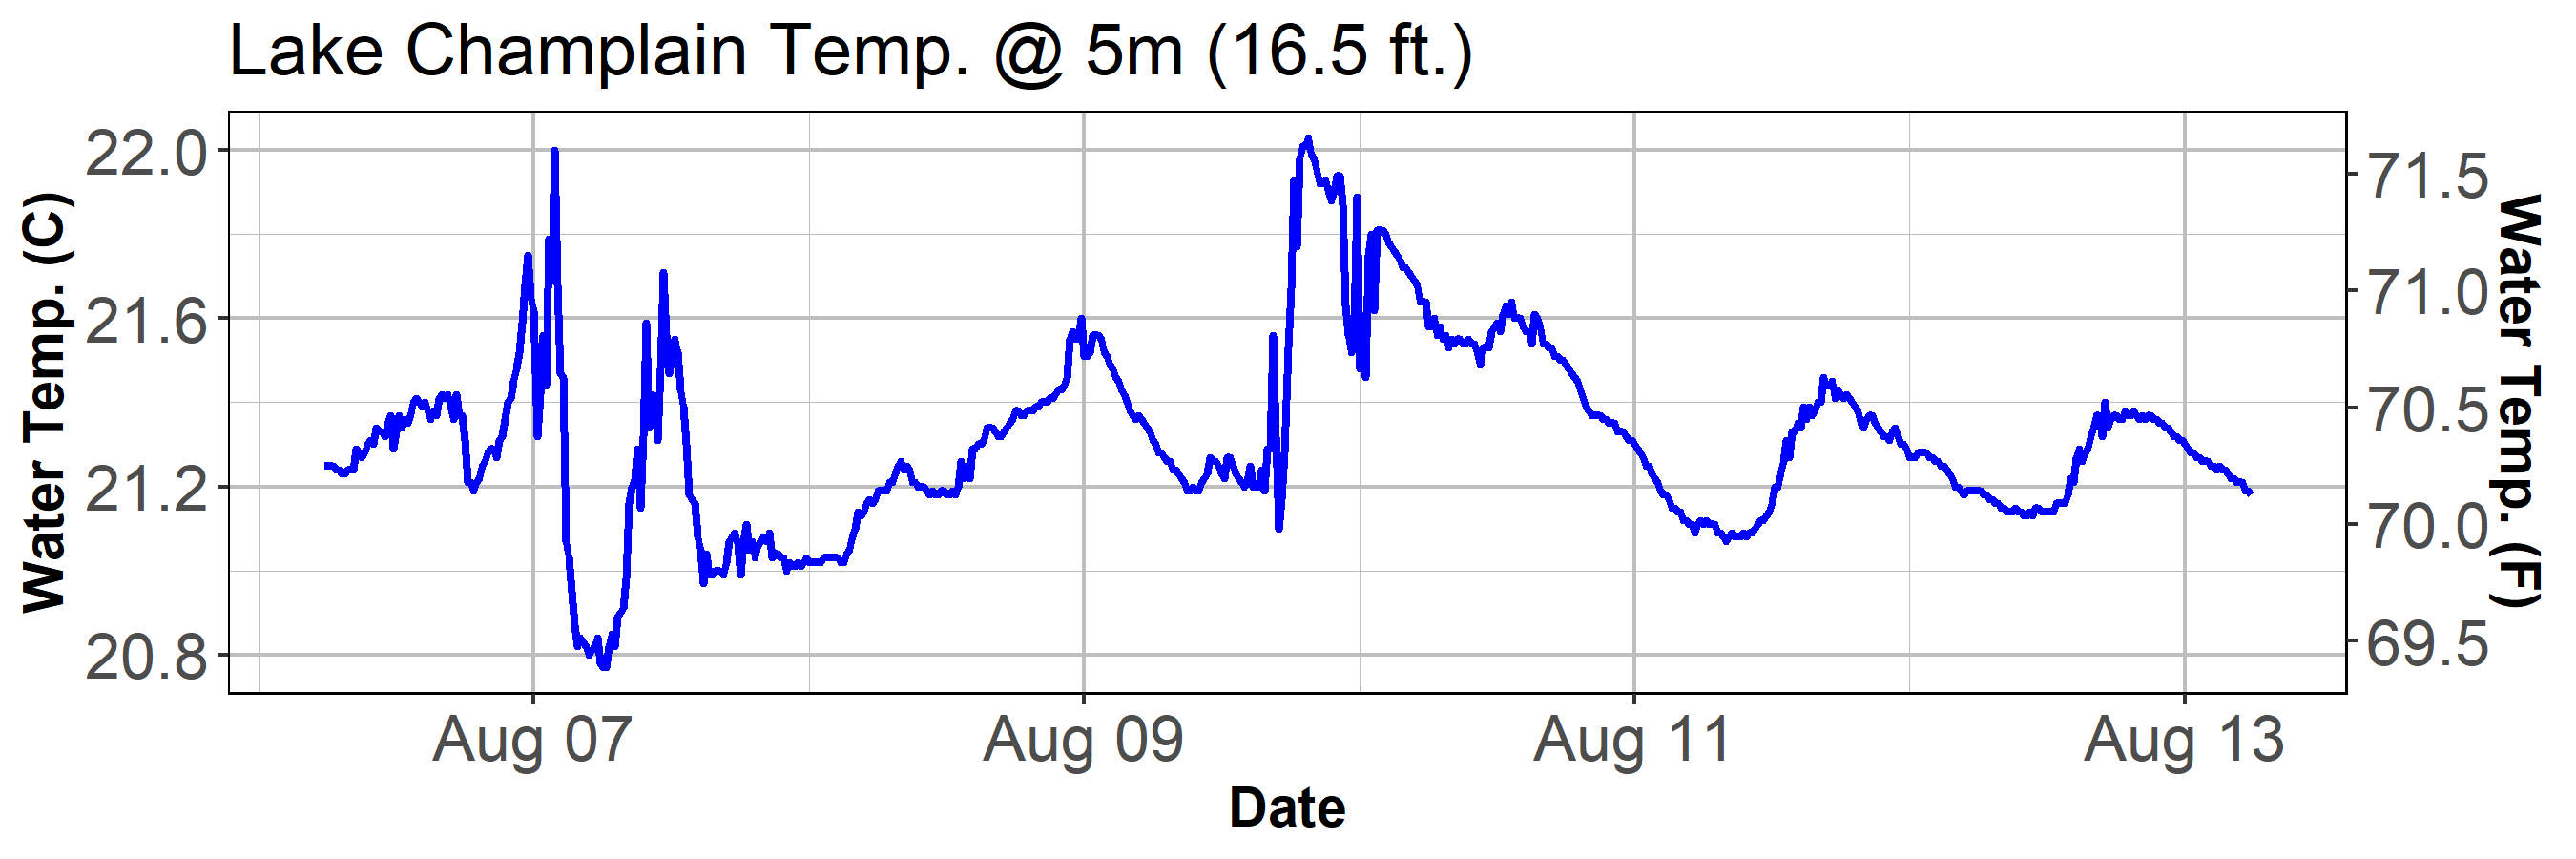 Lake Champlain Temp. @ 5m (16.5 ft.)
Water Temp. (C)
22.0
21.6
21.2
20.8
71.5
71.0
70.5
70.0
69.5
Water Temp. (F)
Aug 07 Aug 09 Aug 11 Aug 13
Date